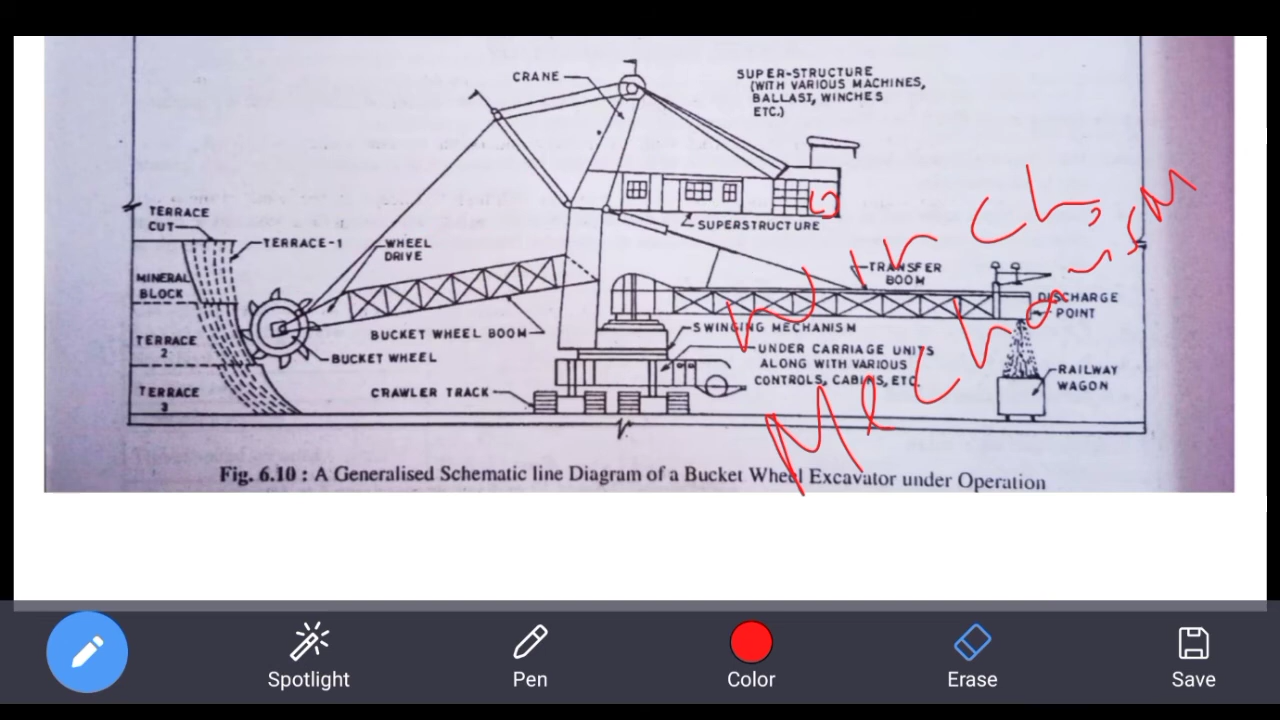 CRANE
SUPER-STRUCTURE
(WITH VARIOUS MACHINES,
BALLAST, WINCHES
ETC.)
TERRACE
CUT
TERRACE-1
WHEEL
DRIVE
SUPERSTRUCTURE
MINERAL
BLOCK
TRANSFER
BOOM
DISCHARGE
POINT
BUCKET WHEEL BOOM
SWINGING MECHANISM
TERRACE
2
BUCKET WHEEL
UNDER CARRIAGE UNITS
ALONG WITH VARIOUS
CONTROLS, CABINS, ETC.
RAILWAY
WAGON
TERRACE
3
CRAWLER TRACK
Winch
Mechanism
Fig. 6.10 : A Generalised Schematic line Diagram of a Bucket Wheel Excavator under Operation
Spotlight
Pen
Color
Erase
Save